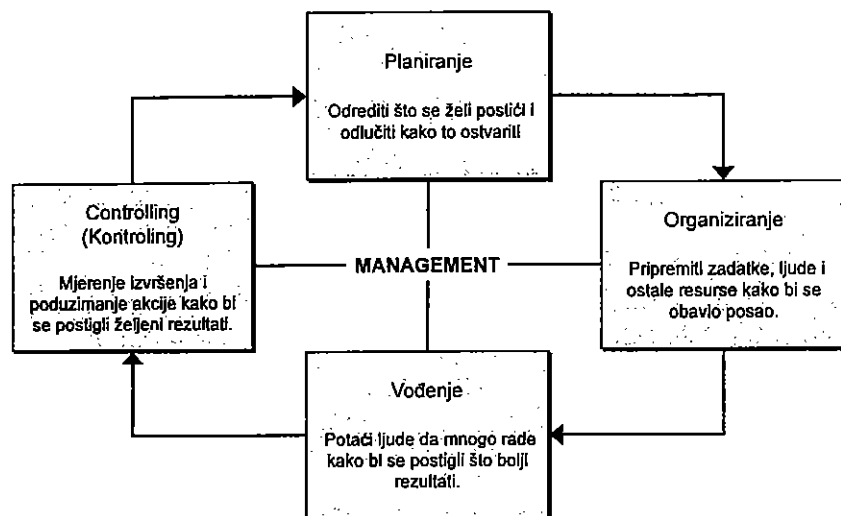 Planiranje
Odrediti što se želi postići i
odlučiti kako to ostvariti
Controlling
(Kontroling)
Mjerenje izvršenja i
poduzimanje akcije kako bi
se postigli željeni rezultati.
MANAGEMENT
Organiziranje
Pripremiti zadatke, ljude i
ostale resurse kako bi se
obavio posao.
Vođenje
Potaći ljude da mnogo rade
kako bi se postigli što bolji
rezultati.